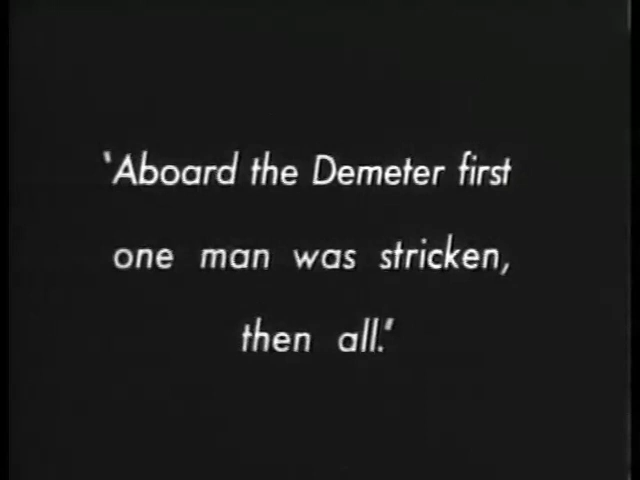 'Aboard the Demeter first
one man was stricken,
then all.'